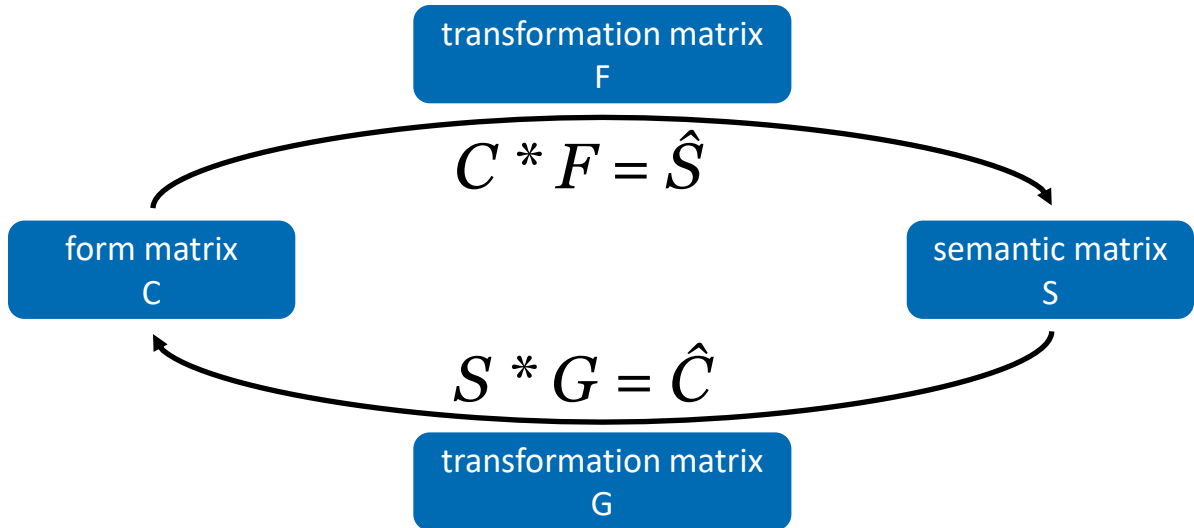 transformation matrix
F
C * F = Ŝ
form matrix
C
semantic matrix
S
S * G = Ĉ
transformation matrix
G